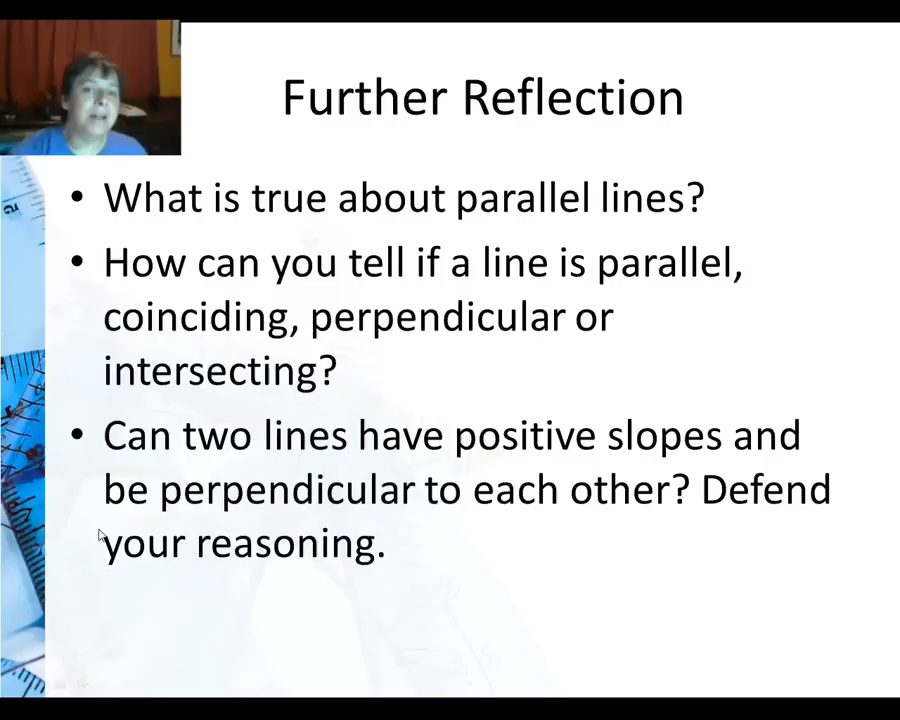 Further Reflection
• What is true about parallel lines?
• How can you tell if a line is parallel,
coinciding, perpendicular or
intersecting?
• Can two lines have positive slopes and
be perpendicular to each other? Defend
your reasoning.